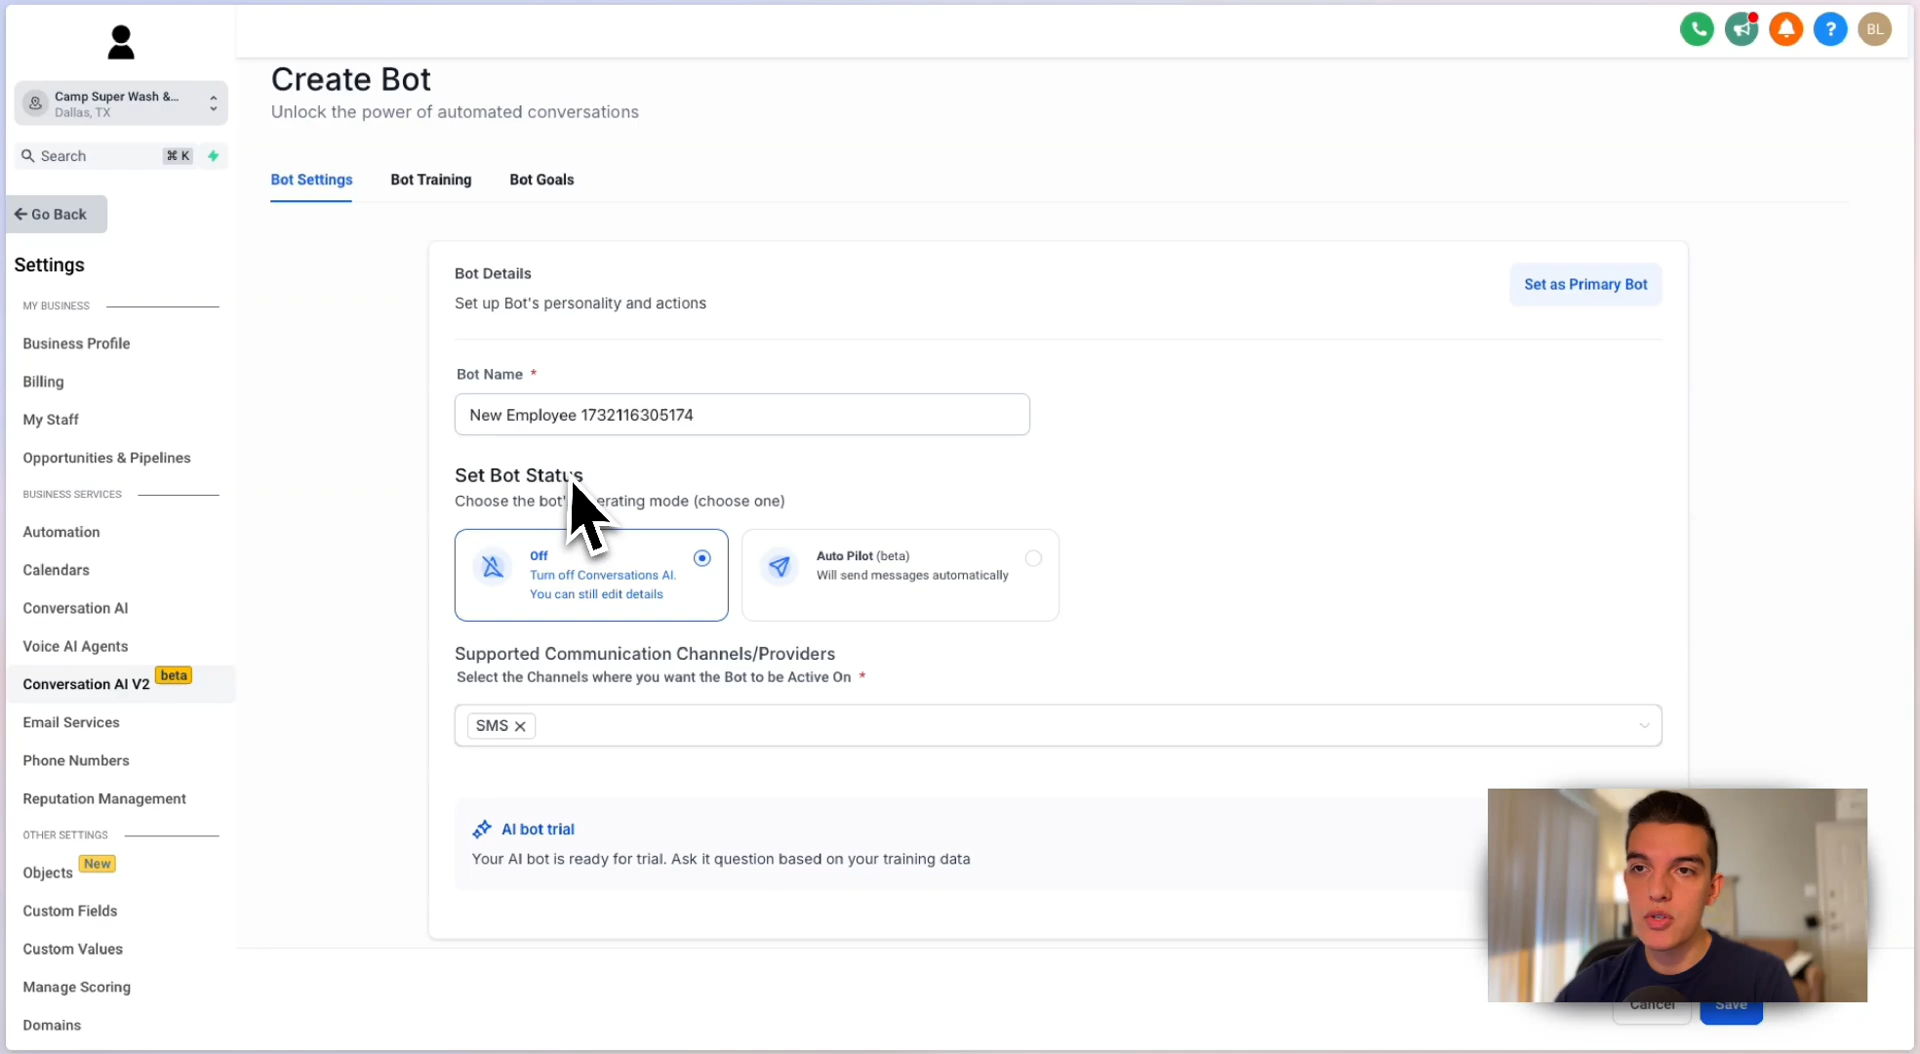 Camp Super Wash &...
Dallas, TX
Search
⌘ K
Go Back
Settings
MY BUSINESS
Business Profile
Billing
My Staff
Opportunities & Pipelines
BUSINESS SERVICES
Automation
Calendars
Conversation AI
Voice AI Agents
Conversation AI V2 beta
Email Services
Phone Numbers
Reputation Management
OTHER SETTINGS
Objects New
Custom Fields
Custom Values
Manage Scoring
Domains
?
BL
Create Bot
Unlock the power of automated conversations
Bot Settings
Bot Training
Bot Goals
Bot Details
Set up Bot's personality and actions
Set as Primary Bot
Bot Name *
New Employee 1732116305174
Set Bot Status
Choose the bot' erating mode (choose one)
Off
Turn off Conversations AI.
You can still edit details
Auto Pilot (beta)
Will send messages automatically
Supported Communication Channels/Providers
Select the Channels where you want the Bot to be Active On *
SMS
AI bot trial
Your AI bot is ready for trial. Ask it question based on your training data
Cancel
Save